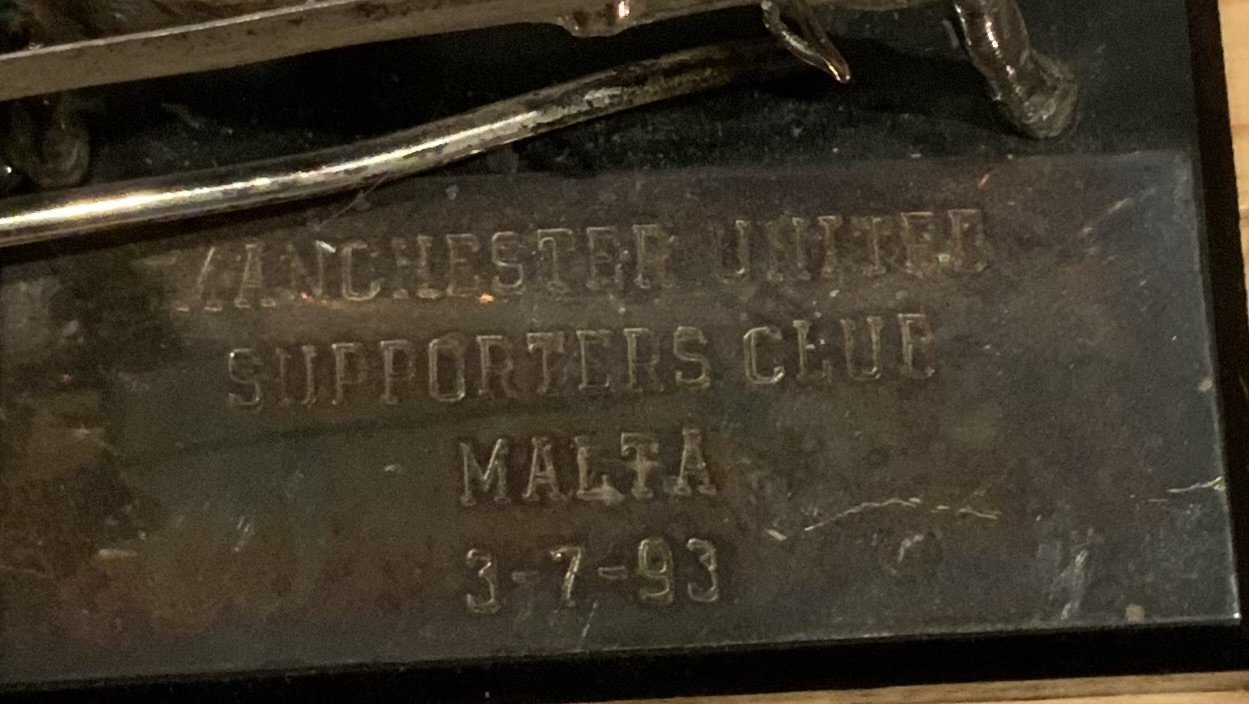 MANCHESTER UNITED
SUPPORTERS CLUB
MALTA
3-7-93